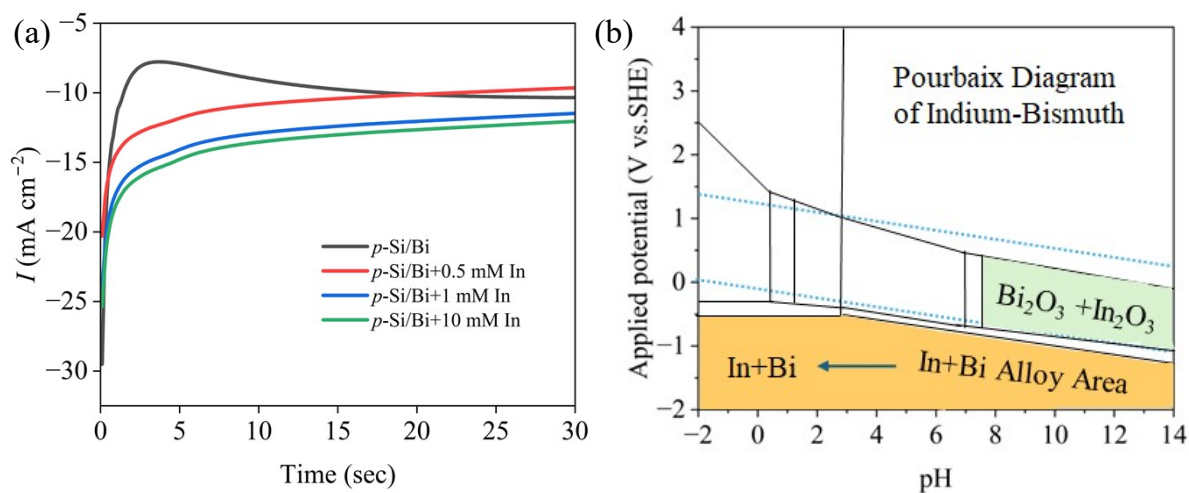 (a)
−5
−10
−15
−20
−25
−30
I (mA cm⁻²)
0
5
10
15
20
25
30
Time (sec)
p-Si/Bi
p-Si/Bi+0.5 mM In
p-Si/Bi+1 mM In
p-Si/Bi+10 mM In
(b)
4
3
2
1
0
−1
−2
Applied potential (V vs.SHE)
−2
0
2
4
6
8
10
12
14
pH
Pourbaix Diagram
of Indium-Bismuth
Bi₂O₃ +In₂O₃
In+Bi
In+Bi Alloy Area